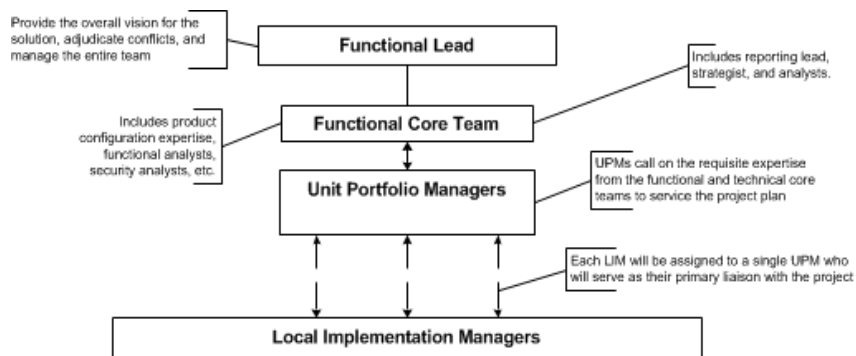 Provide the overall vision for the
solution, adjudicate conflicts, and
manage the entire team
Functional Lead
Includes reporting lead,
strategist, and analysts.
Includes product
configuration expertise,
functional analysts,
security analysts, etc.
Functional Core Team
UPMs call on the requisite expertise
from the functional and technical core
teams to service the project plan
Unit Portfolio Managers
Each LIM will be assigned to a single UPM who
will serve as their primary liaison with the project
Local Implementation Managers